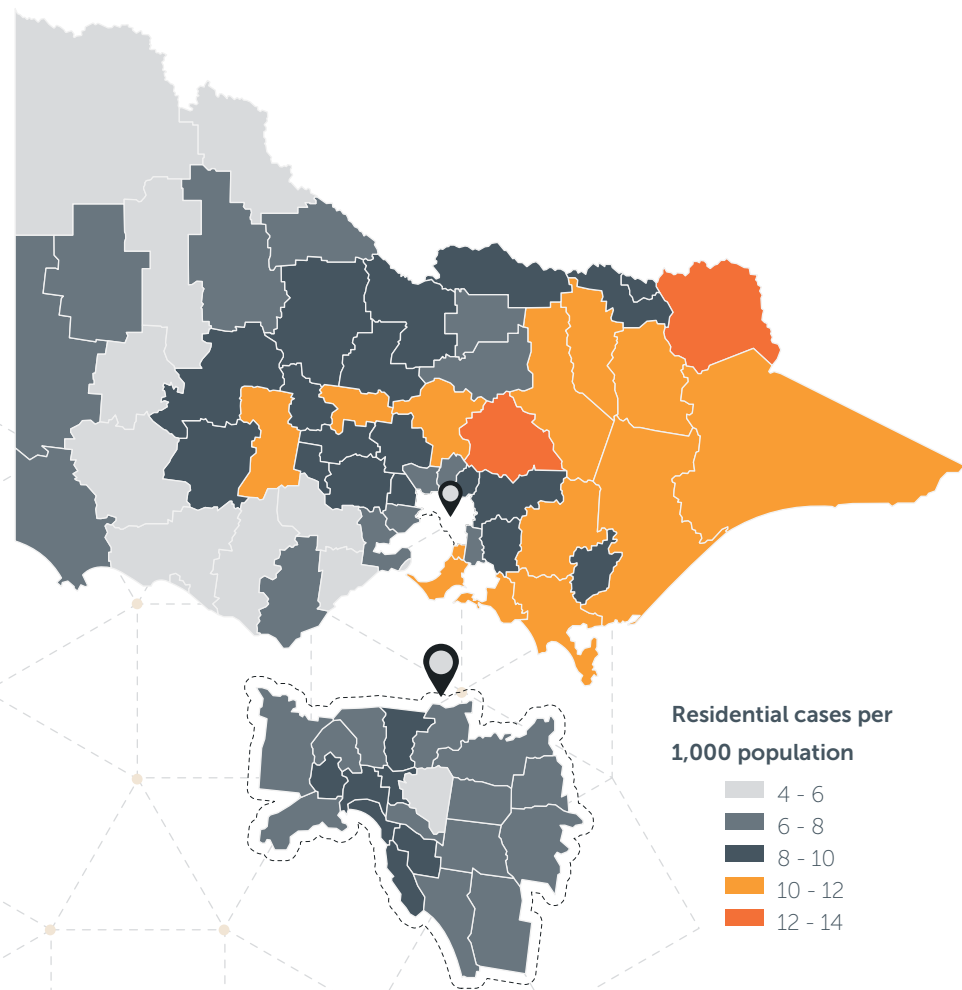 Residential cases per
1,000 population
4 - 6
6 - 8
8 - 10
10 - 12
12 - 14